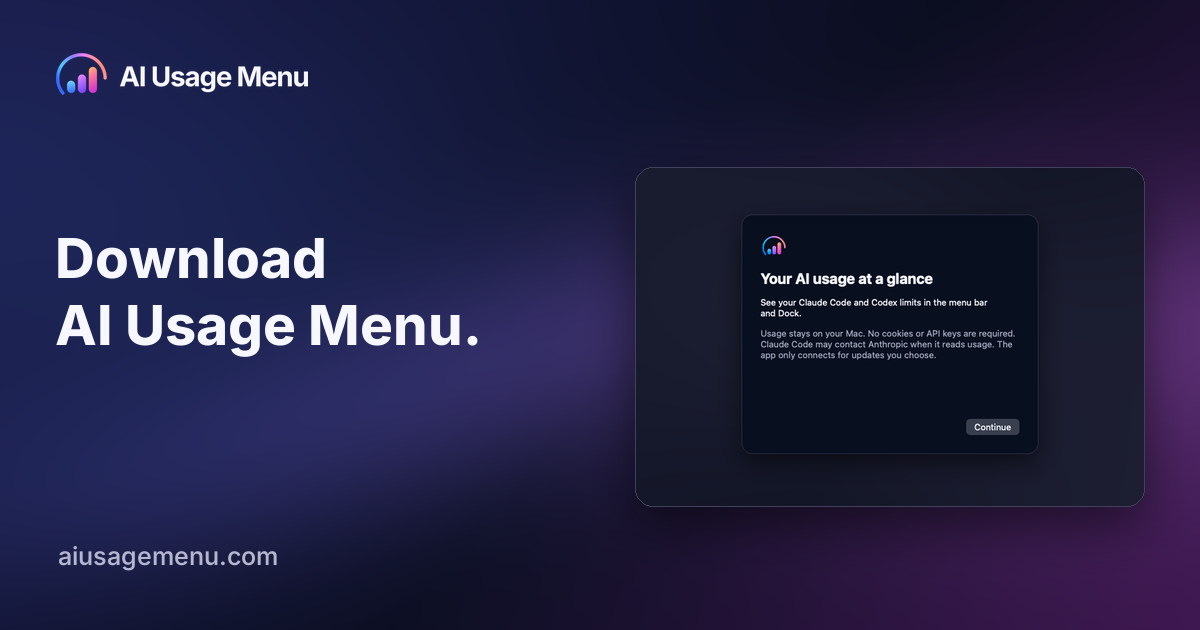 AI Usage Menu
Download
AI Usage Menu.
Your AI usage at a glance
See your Claude Code and Codex limits in the menu bar
and Dock.
Usage stays on your Mac. No cookies or API keys are required.
Claude Code may contact Anthropic when it reads usage. The
app only connects for updates you choose.
Continue
aiusagemenu.com